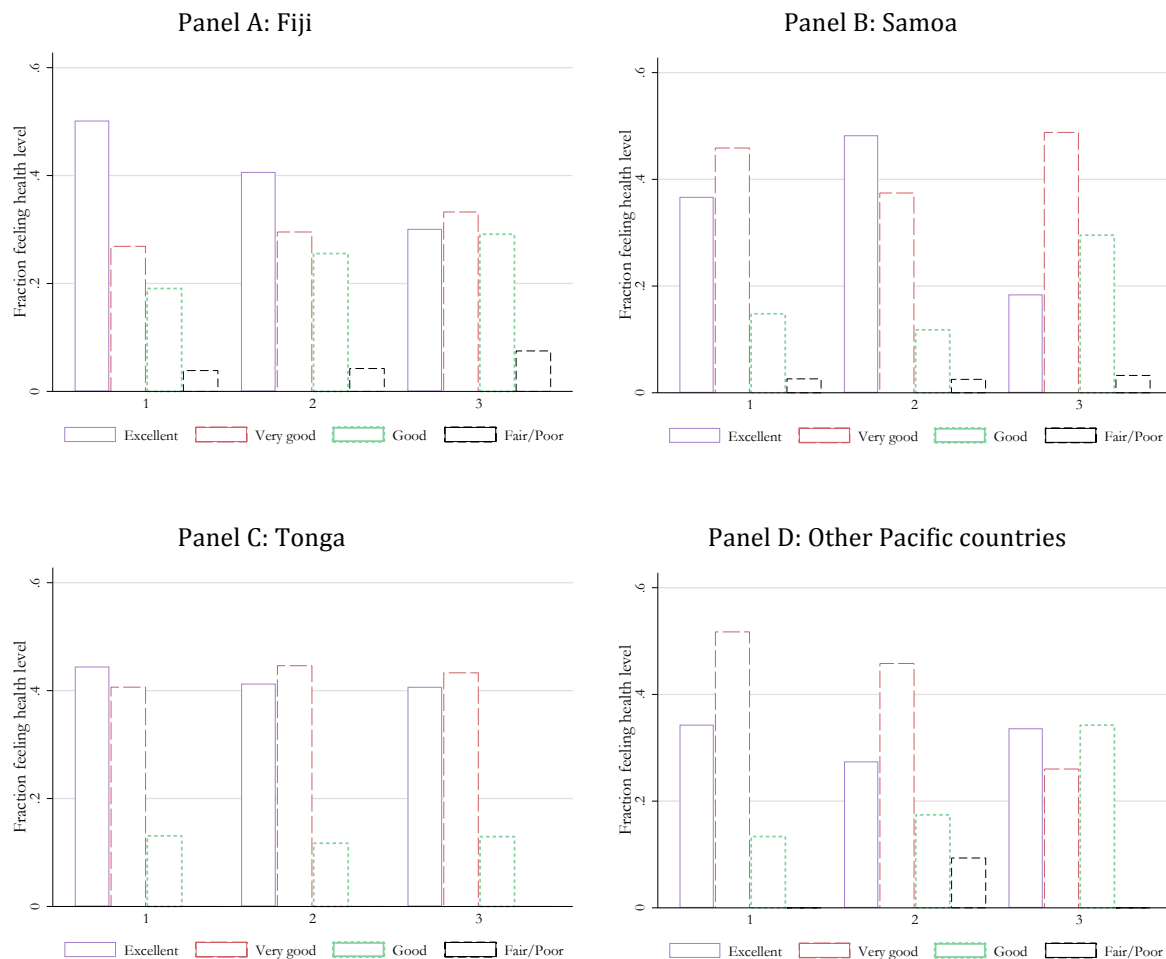 Panel A: Fiji
Fraction feeling health level
.6
.4
.2
0
1 2 3
Excellent Very good Good Fair/Poor
Panel B: Samoa
Fraction feeling health level
.6
.4
.2
0
1 2 3
Excellent Very good Good Fair/Poor
Panel C: Tonga
Fraction feeling health level
.6
.4
.2
0
1 2 3
Excellent Very good Good Fair/Poor
Panel D: Other Pacific countries
Fraction feeling health level
.6
.4
.2
0
1 2 3
Excellent Very good Good Fair/Poor